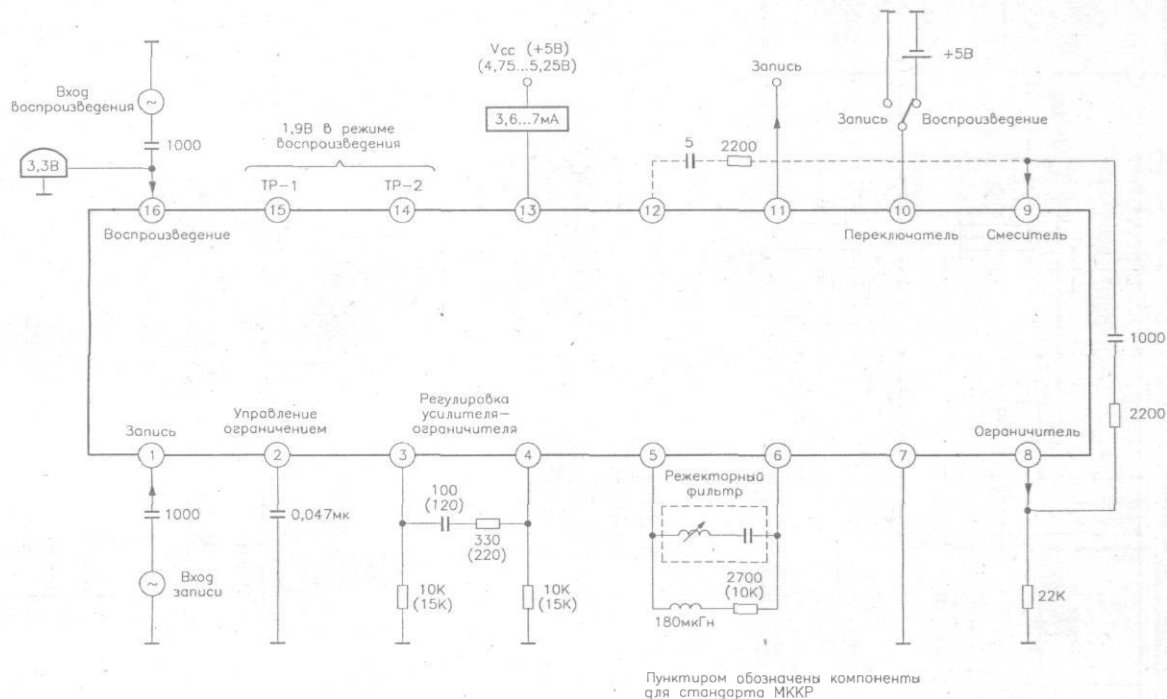 Vcc (+5В)
(4,75...5,25В)
3,6...7мА
Запись
+5В
Запись
Воспроизведение
Вход
воспроизведения
1000
3,3В
1,9В в режиме
воспроизведения
ТР-1
ТР-2
5
2200
16
15
14
13
12
11
10
9
Воспроизведение
Переключатель
Смеситель
1000
2200
Запись
Управление
ограничением
Регулировка
усилителя-
ограничителя
Ограничитель
1
2
3
4
5
6
7
8
1000
0,047мк
100
(120)
330
(220)
10К
(15К)
10К
(15К)
Режекторный
фильтр
2700
(10К)
180мкГн
22К
Вход
записи
Пунктиром обозначены компоненты
для стандарта МККР